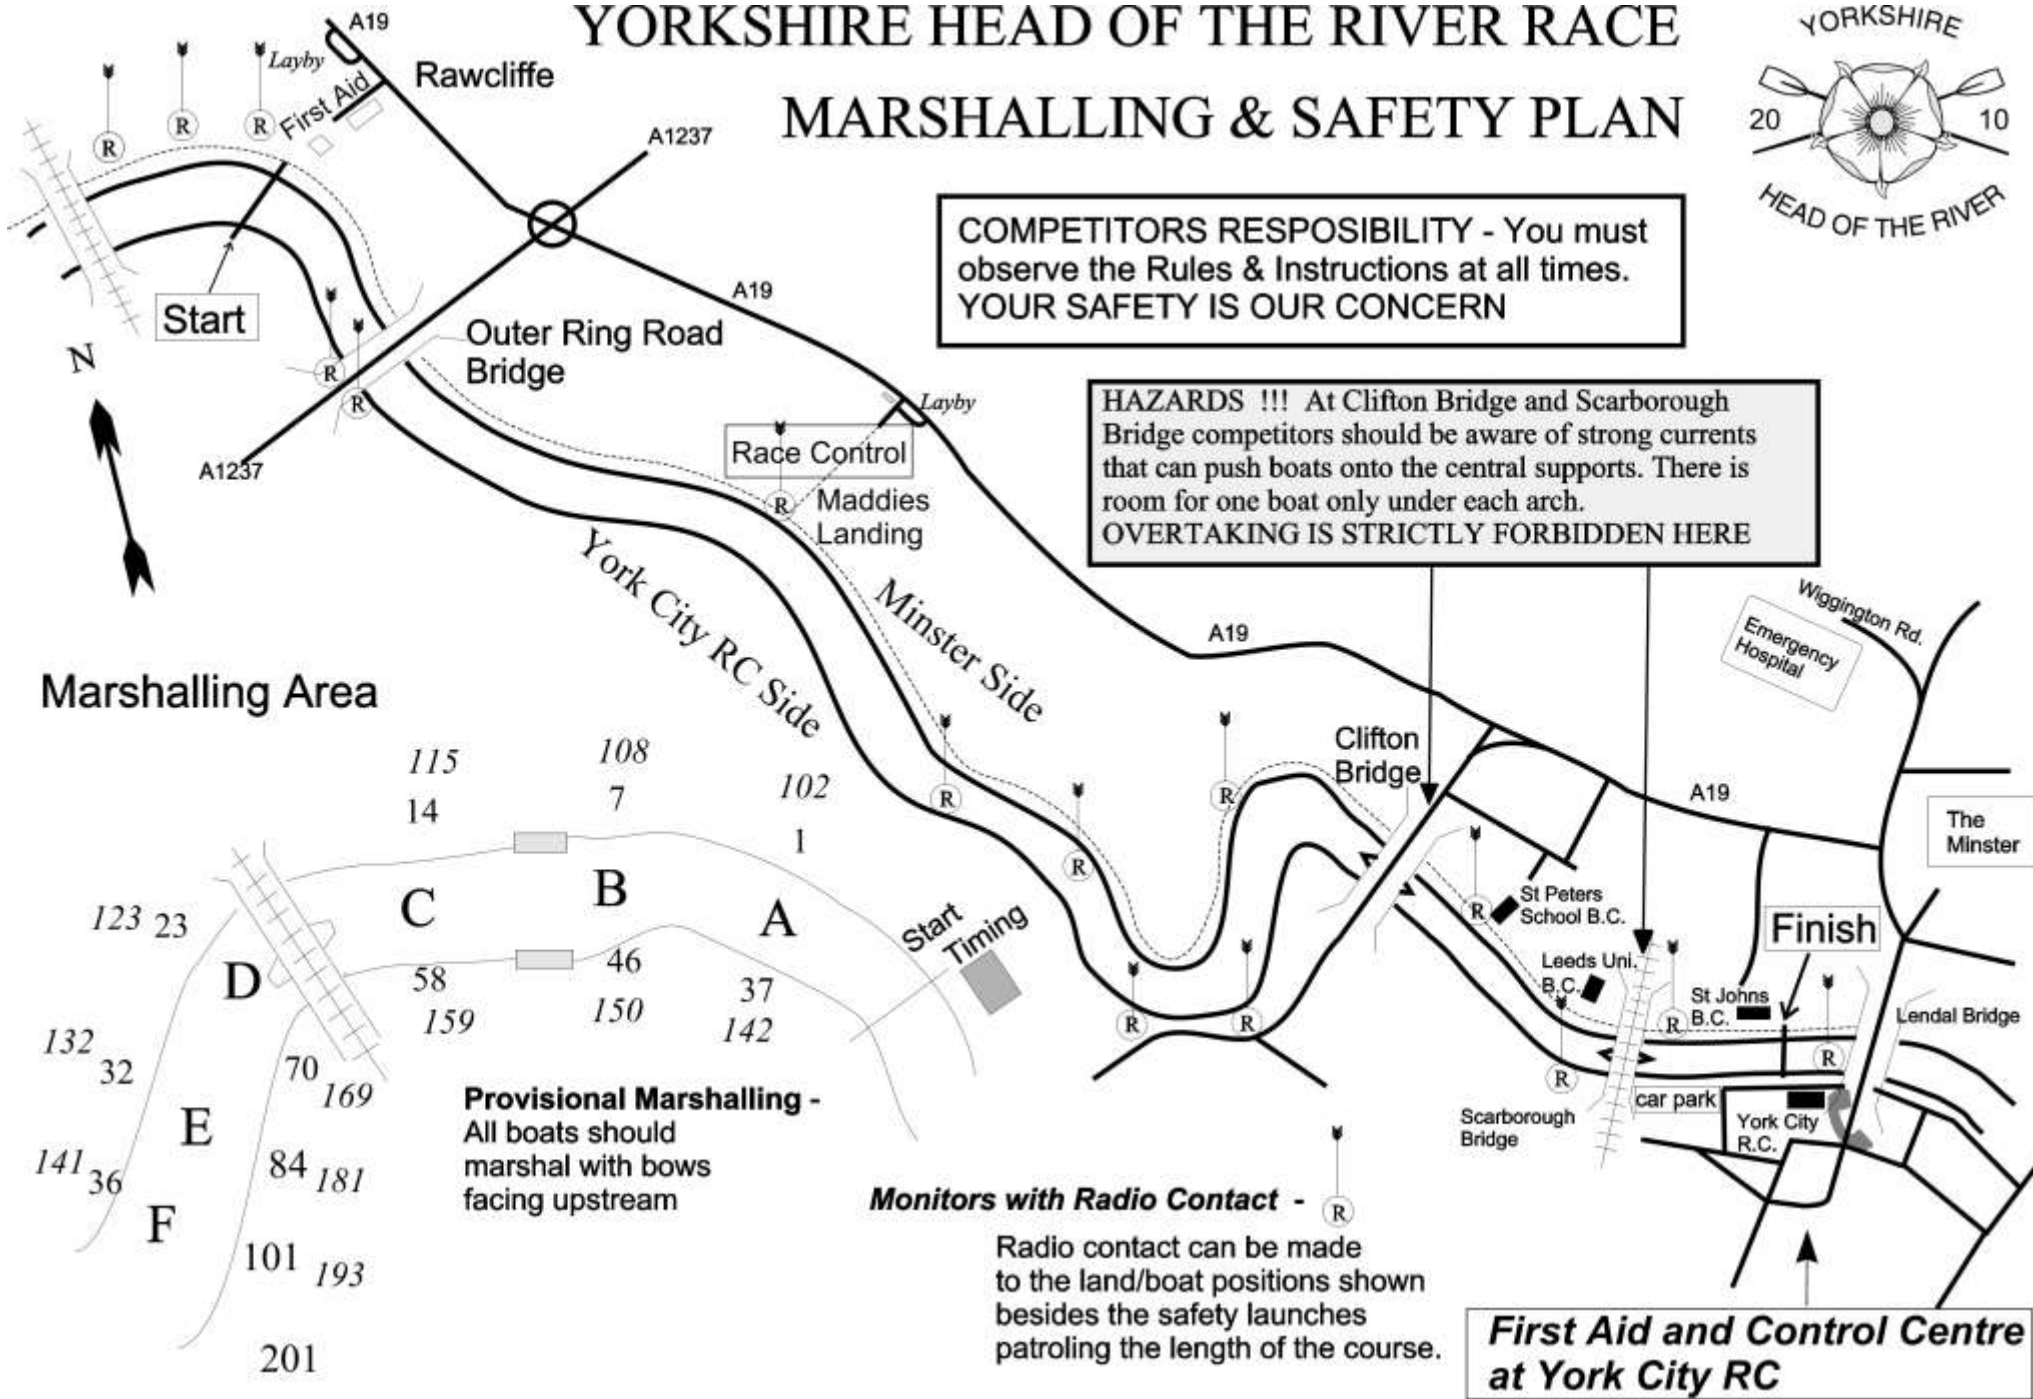 YORKSHIRE HEAD OF THE RIVER RACE
MARSHALLING & SAFETY PLAN
YORKSHIRE
20 10
HEAD OF THE RIVER
A19
Layby
First Aid
Rawcliffe
R
R
R
A1237
COMPETITORS RESPOSIBILITY - You must
observe the Rules & Instructions at all times.
YOUR SAFETY IS OUR CONCERN
Start
N
Outer Ring Road
Bridge
R
R
A1237
A19
Layby
Race Control
R
Maddies
Landing
HAZARDS !!! At Clifton Bridge and Scarborough
Bridge competitors should be aware of strong currents
that can push boats onto the central supports. There is
room for one boat only under each arch.
OVERTAKING IS STRICTLY FORBIDDEN HERE
York City RC Side
Minster Side
A19
Wiggington Rd.
Emergency
Hospital
Clifton
Bridge
A19
The
Minster
R
R
R
R
R
R
St Peters
School B.C.
Leeds Uni.
B.C.
Finish
St Johns
B.C.
R
R
R
Lendal Bridge
Scarborough
Bridge
car park
York City
R.C.
Marshalling Area
115
14
108
7
102
1
C
B
A
Start
Timing
123 23
D
58
159
46
150
37
142
132
32
70
169
E
141 36
84 181
F
101 193
201
Provisional Marshalling -
All boats should
marshal with bows
facing upstream
Monitors with Radio Contact -
R
Radio contact can be made
to the land/boat positions shown
besides the safety launches
patroling the length of the course.
First Aid and Control Centre
at York City RC